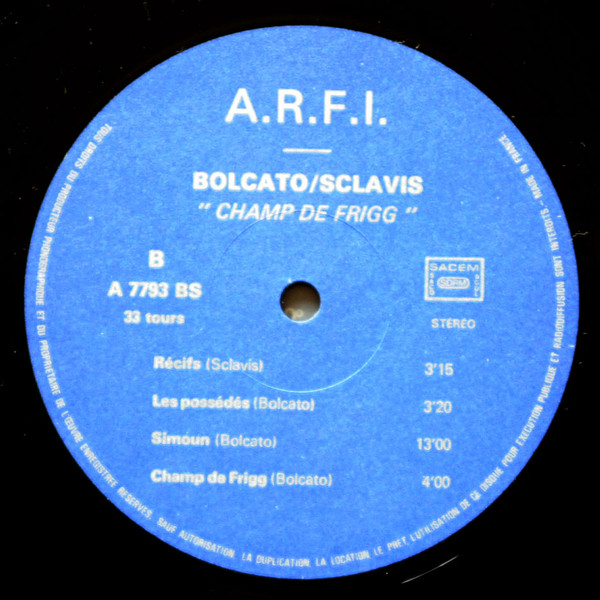 A.R.F.I.
BOLCATO/SCLAVIS
" CHAMP DE FRIGG "
B
A 7793 BS
33 tours
SACEM
SDRM
STEREO
Récifs (Sclavis) 3'15
Les possédés (Bolcato) 3'20
Simoun (Bolcato) 13'00
Champ de Frigg (Bolcato) 4'00
TOUS DROITS DU PRODUCTEUR PHONOGRAPHIQUE ET DU PROPRIETAIRE DE L'ŒUVRE ENREGISTREE RESERVES. SAUF AUTORISATION. LA DUPLICATION, LA LOCATION, LE PRET, L'UTILISATION DE CE DISQUE POUR EXECUTION PUBLIQUE ET RADIODIFFUSION SONT INTERDITS - MADE IN FRANCE